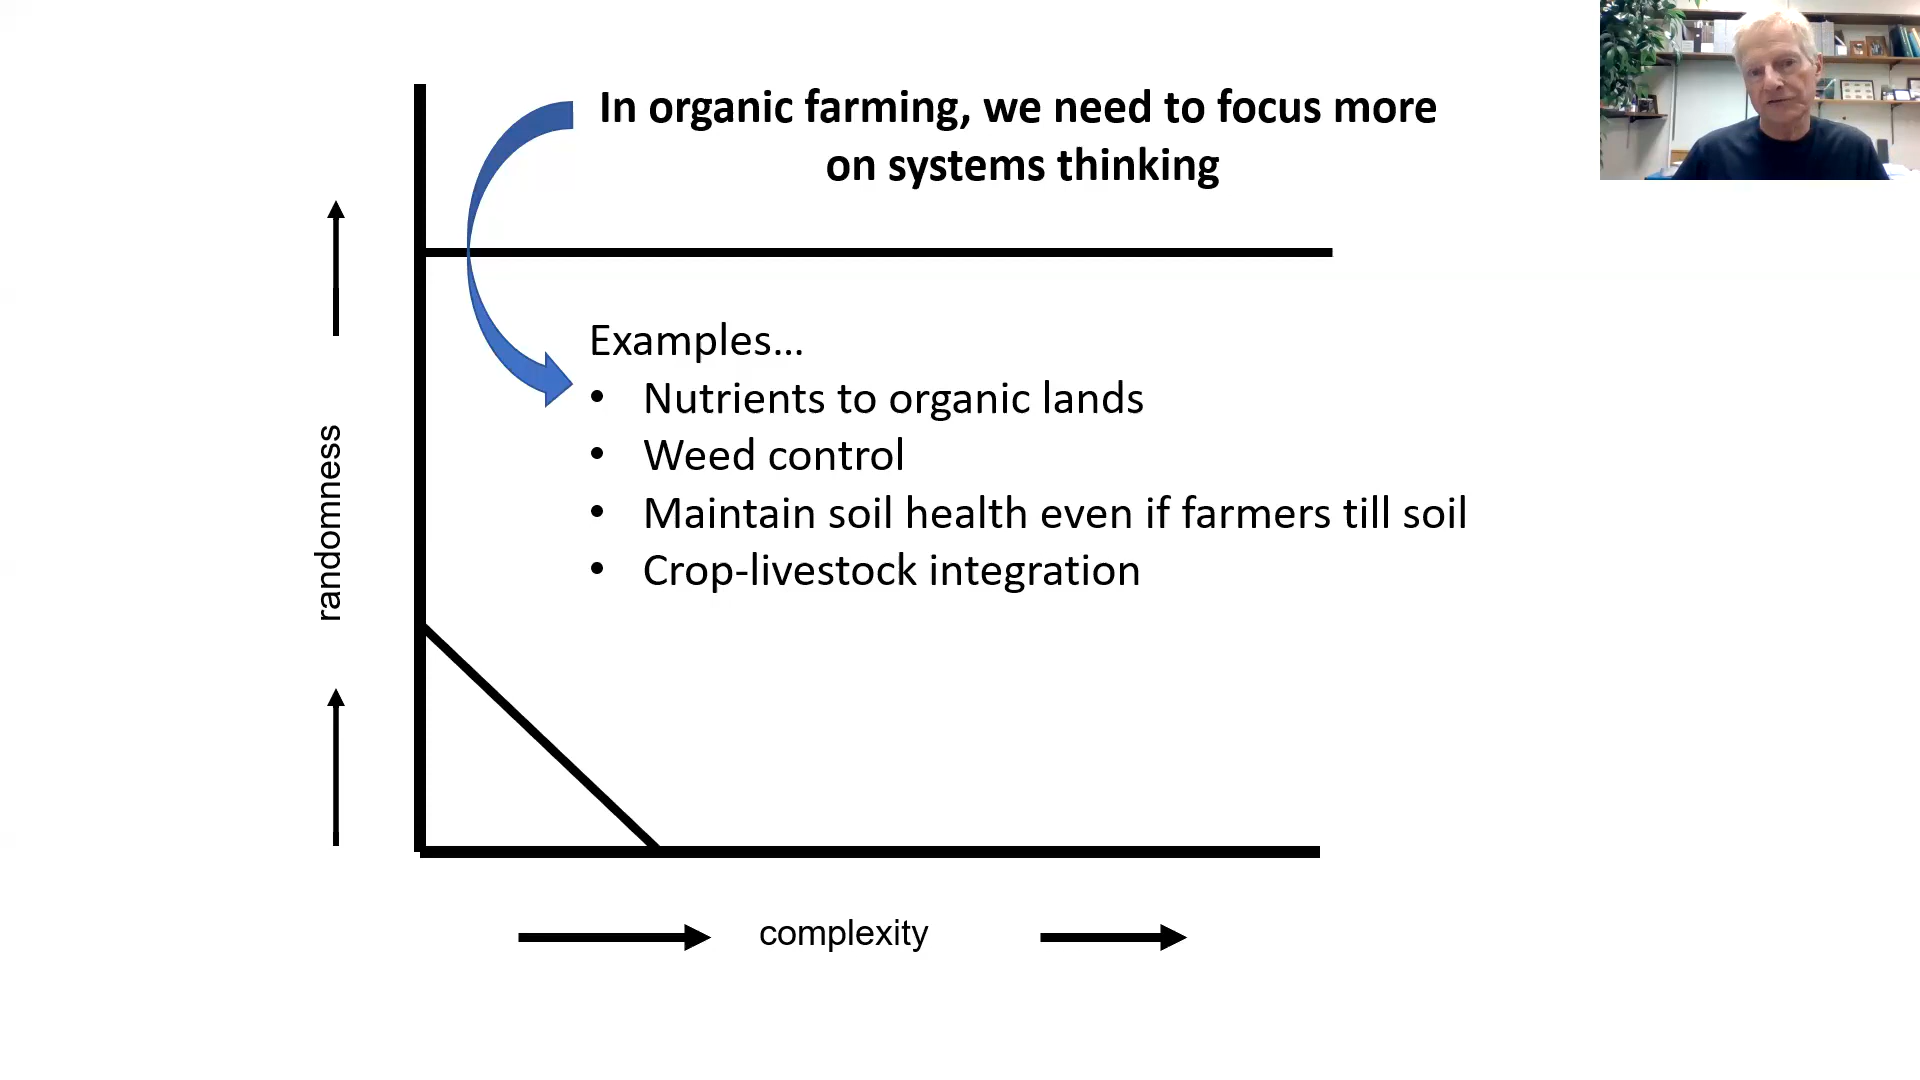 In organic farming, we need to focus more
on systems thinking
Examples…
• Nutrients to organic lands
• Weed control
• Maintain soil health even if farmers till soil
• Crop-livestock integration
randomness
complexity